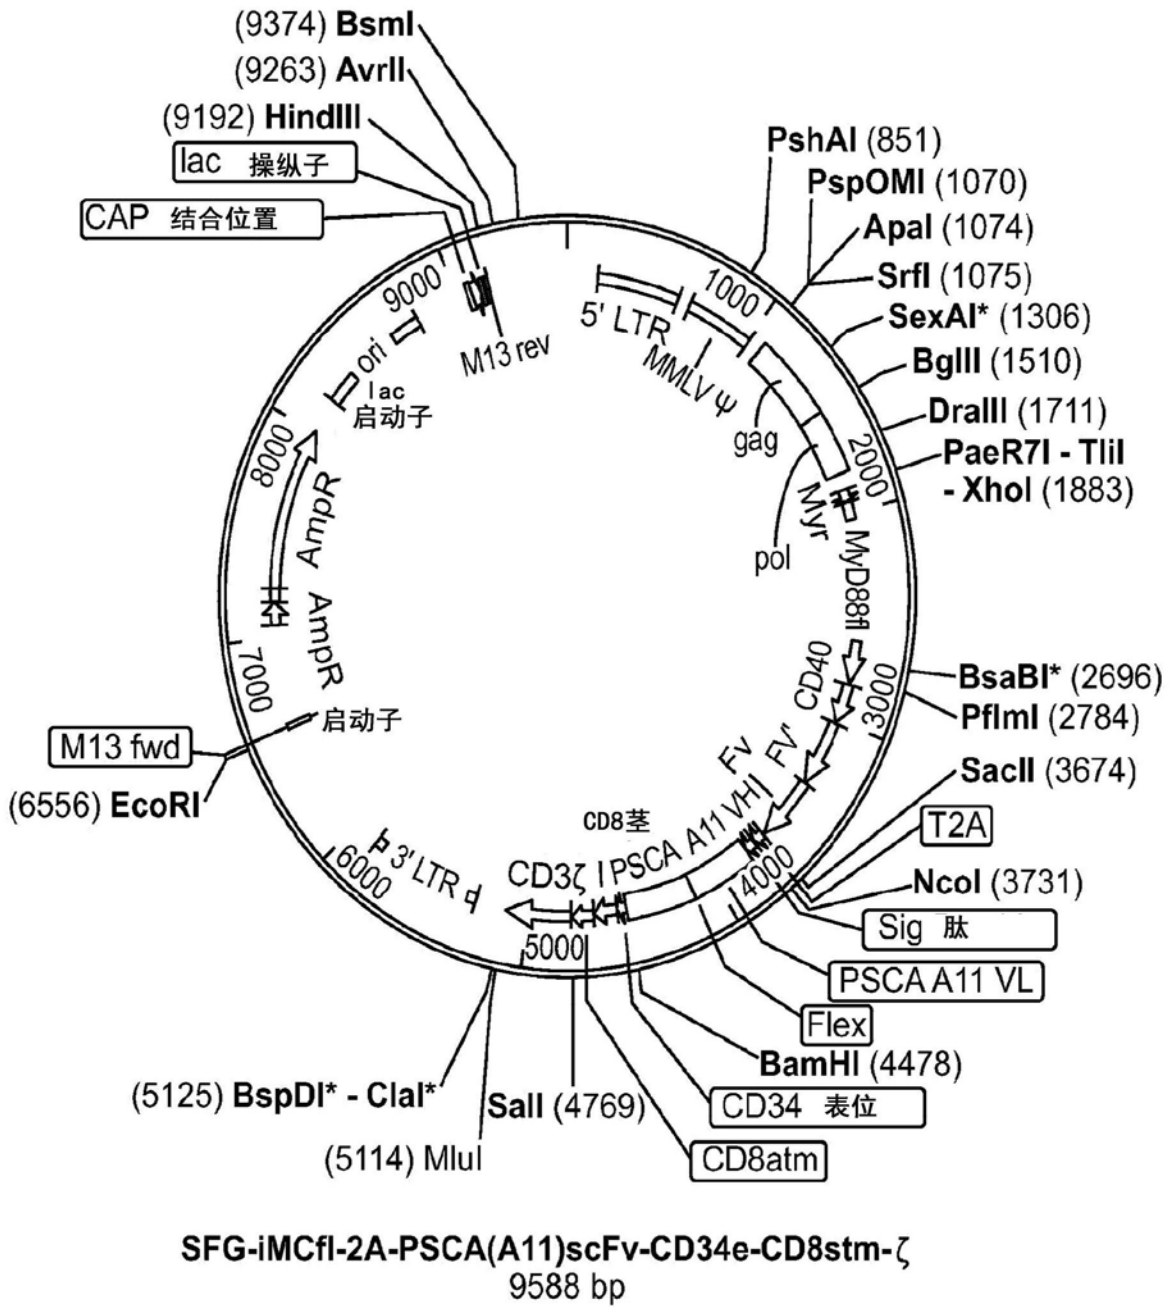 (9374) BsmI
(9263) AvrII
(9192) HindIII
lac 操纵子
CAP 结合位置
PshAI (851)
PspOMI (1070)
ApaI (1074)
SrfI (1075)
SexAI* (1306)
BglII (1510)
DraIII (1711)
PaeR7I - TliI
- XhoI (1883)
BsaBI* (2696)
PflmI (2784)
SacII (3674)
T2A
NcoI (3731)
Sig 肽
PSCA A11 VL
Flex
BamHI (4478)
CD34 表位
CD8atm
SalI (4769)
(5114) MluI
(5125) BspDI* - ClaI*
(6556) EcoRI
M13 fwd
1000
2000
3000
4000
5000
6000
7000
8000
9000
5' LTR
MMLV Ψ
gag
pol
Myr
MyD88fl
CD40
Fv'
Fv
PSCA A11 VH
CD8茎
CD3ζ
3' LTR
启动子
AmpR
AmpR
lac
启动子
ori
M13 rev
SFG-iMCfl-2A-PSCA(A11)scFv-CD34e-CD8stm-ζ
9588 bp